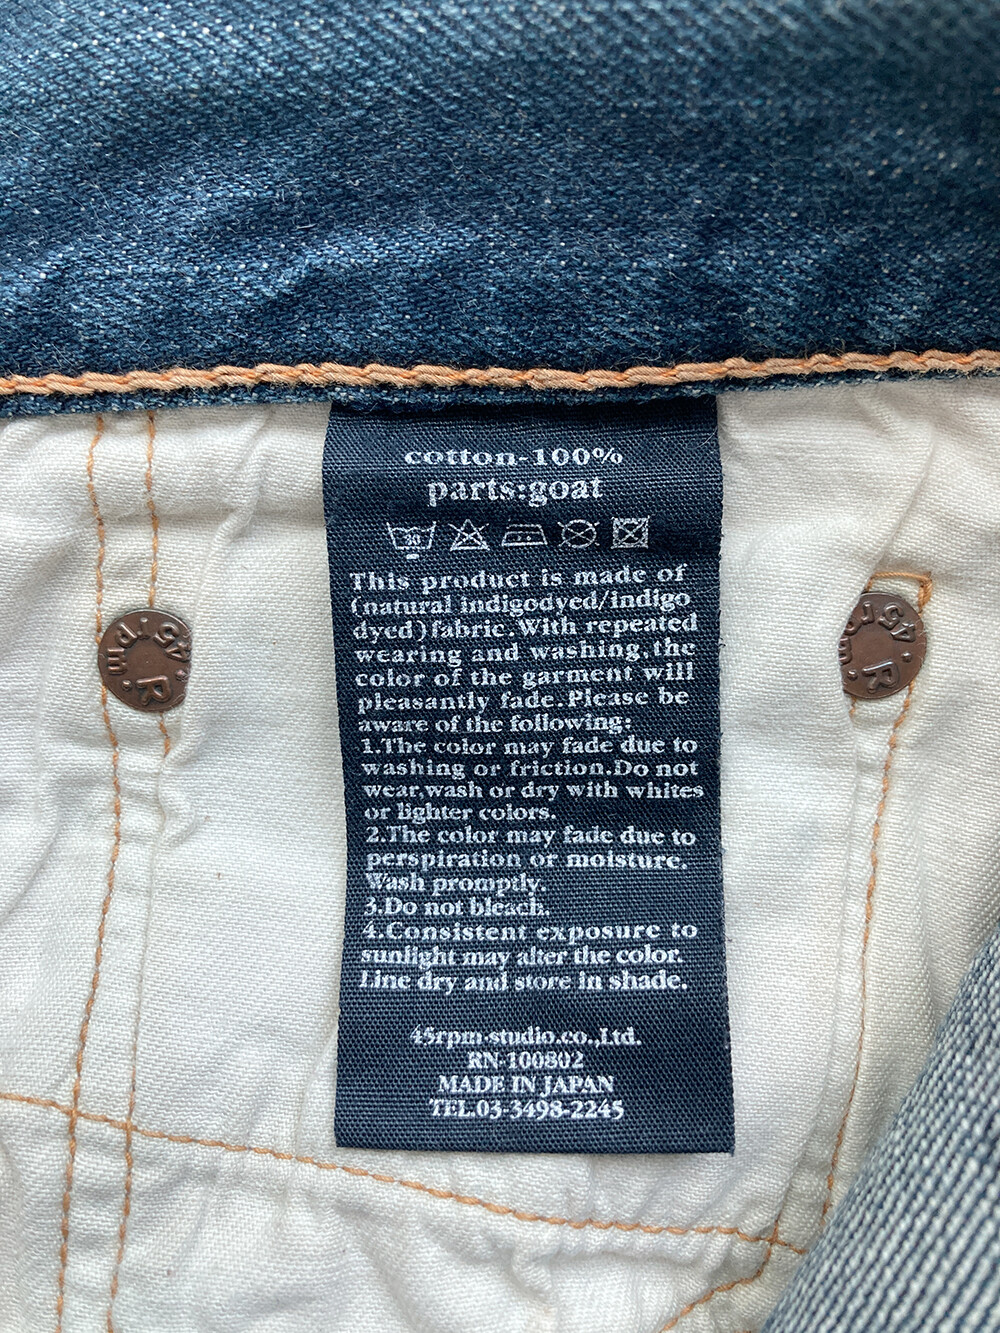 cotton-100%
parts:goat
30
This product is made of
(natural indigodyed/indigo
dyed)fabric.With repeated
wearing and washing,the
color of the garment will
pleasantly fade.Please be
aware of the following:
1.The color may fade due to
washing or friction.Do not
wear,wash or dry with whites
or lighter colors.
2.The color may fade due to
perspiration or moisture.
Wash promptly.
3.Do not bleach.
4.Consistent exposure to
sunlight may alter the color.
Line dry and store in shade.
45rpm-studio.co.,Ltd.
RN-100802
MADE IN JAPAN
TEL.03-3498-2245
45rpm R
45rpm R